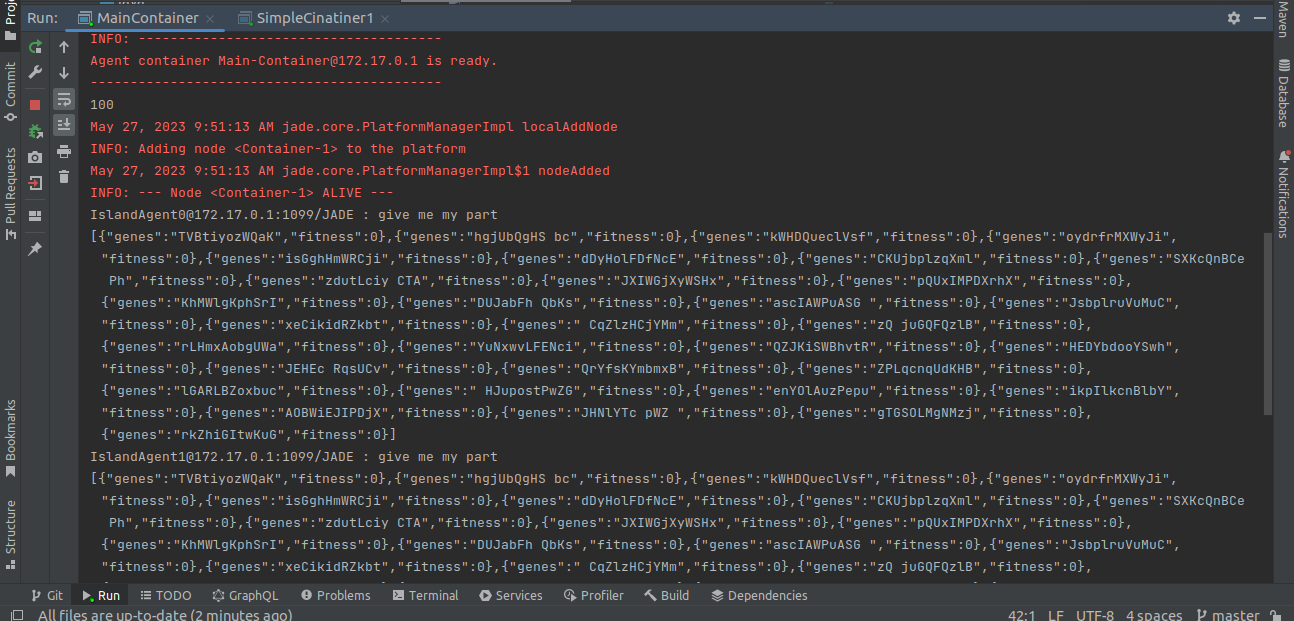 Run: MainContainer × SimpleCinatiner1 ×
INFO: --------------------------------------
Agent container Main-Container@172.17.0.1 is ready.
--------------------------------------------
100
May 27, 2023 9:51:13 AM jade.core.PlatformManagerImpl localAddNode
INFO: Adding node <Container-1> to the platform
May 27, 2023 9:51:13 AM jade.core.PlatformManagerImpl$1 nodeAdded
INFO: --- Node <Container-1> ALIVE ---
IslandAgent0@172.17.0.1:1099/JADE : give me my part
[{"genes":"TVBtiyozWQaK","fitness":0},{"genes":"hgjUbQgHS bc","fitness":0},{"genes":"kWHDQueclVsf","fitness":0},{"genes":"oydrfrMXWyJi",
"fitness":0},{"genes":"isGghHmWRCji","fitness":0},{"genes":"dDyHolFDfNcE","fitness":0},{"genes":"CKUjbplzqXml","fitness":0},{"genes":"SXKcQnBCe
Ph","fitness":0},{"genes":"zdutLciy CTA","fitness":0},{"genes":"JXIWGjXyWSHx","fitness":0},{"genes":"pQUxIMPDXrhX","fitness":0},
{"genes":"KhMWlgKphSrI","fitness":0},{"genes":"DUJabFh QbKs","fitness":0},{"genes":"ascIAWPuASG ","fitness":0},{"genes":"JsbplruVuMuC",
"fitness":0},{"genes":"xeCikidRZkbt","fitness":0},{"genes":" CqZlzHCjYMm","fitness":0},{"genes":"zQ juGQFQzlB","fitness":0},
{"genes":"rLHmxAobgUWa","fitness":0},{"genes":"YuNxwvLFENci","fitness":0},{"genes":"QZJKiSWBhvtR","fitness":0},{"genes":"HEDYbdooYSwh",
"fitness":0},{"genes":"JEHEc RqsUCv","fitness":0},{"genes":"QrYfsKYmbmxB","fitness":0},{"genes":"ZPLqcnqUdKHB","fitness":0},
{"genes":"lGARLBZoxbuc","fitness":0},{"genes":" HJupostPwZG","fitness":0},{"genes":"enYOlAuzPepu","fitness":0},{"genes":"ikpIlkcnBlbY",
"fitness":0},{"genes":"AOBWiEJIPDjX","fitness":0},{"genes":"JHNlYTc pWZ ","fitness":0},{"genes":"gTGSOLMgNMzj","fitness":0},
{"genes":"rkZhiGItwKuG","fitness":0}]
IslandAgent1@172.17.0.1:1099/JADE : give me my part
[{"genes":"TVBtiyozWQaK","fitness":0},{"genes":"hgjUbQgHS bc","fitness":0},{"genes":"kWHDQueclVsf","fitness":0},{"genes":"oydrfrMXWyJi",
"fitness":0},{"genes":"isGghHmWRCji","fitness":0},{"genes":"dDyHolFDfNcE","fitness":0},{"genes":"CKUjbplzqXml","fitness":0},{"genes":"SXKcQnBCe
Ph","fitness":0},{"genes":"zdutLciy CTA","fitness":0},{"genes":"JXIWGjXyWSHx","fitness":0},{"genes":"pQUxIMPDXrhX","fitness":0},
{"genes":"KhMWlgKphSrI","fitness":0},{"genes":"DUJabFh QbKs","fitness":0},{"genes":"ascIAWPuASG ","fitness":0},{"genes":"JsbplruVuMuC",
"fitness":0},{"genes":"xeCikidRZkbt","fitness":0},{"genes":" CqZlzHCjYMm","fitness":0},{"genes":"zQ juGQFQzlB","fitness":0},
Commit
Pull Requests
Bookmarks
Structure
Maven
Database
Notifications
Git Run TODO GraphQL Problems Terminal Services Profiler Build Dependencies
All files are up-to-date (2 minutes ago) 42:1 LF UTF-8 4 spaces master